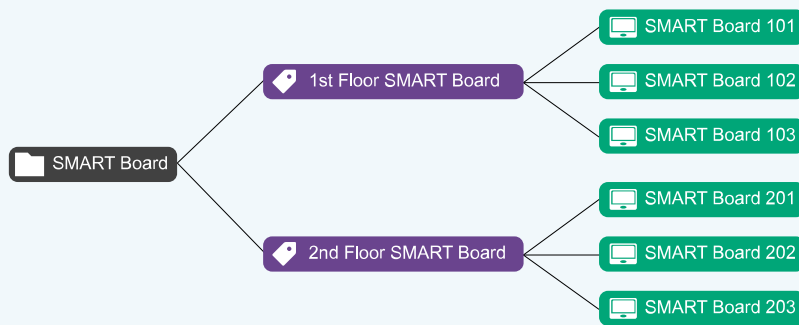 SMART Board
1st Floor SMART Board
SMART Board 101
SMART Board 102
SMART Board 103
2nd Floor SMART Board
SMART Board 201
SMART Board 202
SMART Board 203